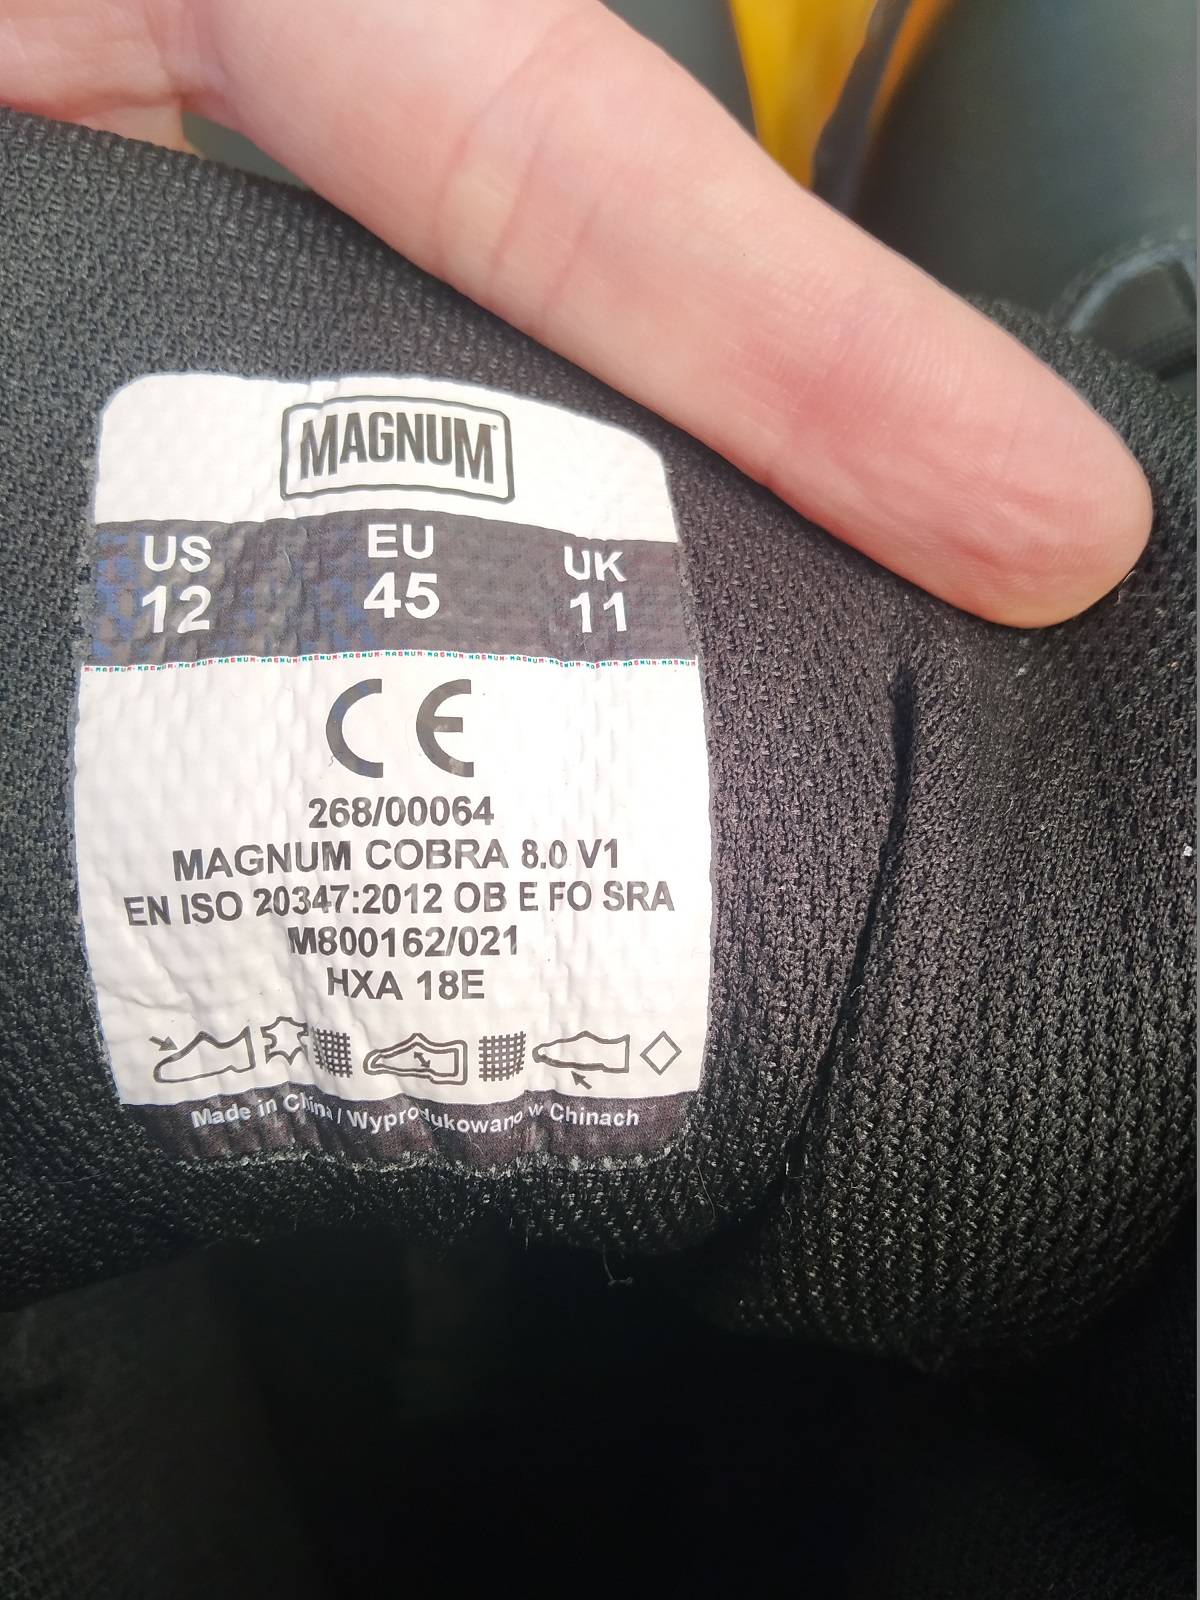 MAGNUM
US EU UK
12 45 11
CE
268/00064
MAGNUM COBRA 8.0 V1
EN ISO 20347:2012 OB E FO SRA
M800162/021
HXA 18E
Made in China / Wyprodukowano w Chinach